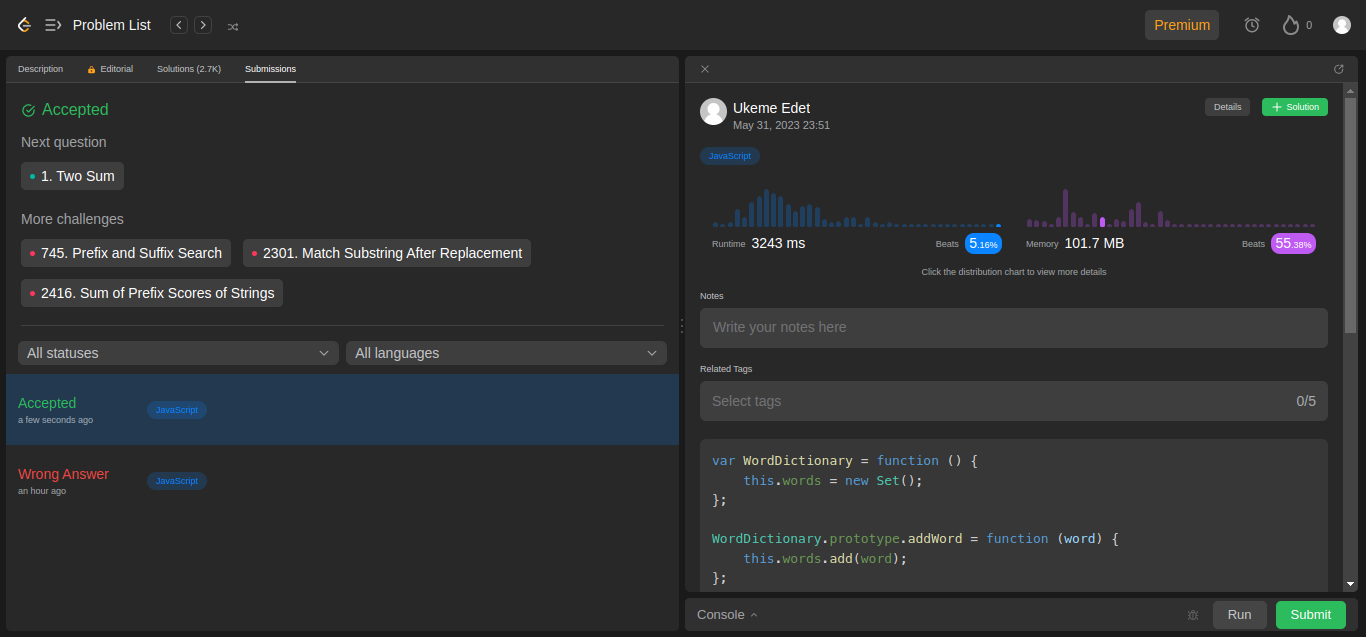 Problem List
Premium
0
Description
Editorial
Solutions (2.7K)
Submissions
Accepted
Next question
1. Two Sum
More challenges
745. Prefix and Suffix Search
2301. Match Substring After Replacement
2416. Sum of Prefix Scores of Strings
All statuses
All languages
Accepted
a few seconds ago
JavaScript
Wrong Answer
an hour ago
JavaScript
Ukeme Edet
May 31, 2023 23:51
Details
Solution
JavaScript
Runtime 3243 ms
Beats 5.16%
Memory 101.7 MB
Beats 55.38%
Click the distribution chart to view more details
Notes
Write your notes here
Related Tags
Select tags
0/5
var WordDictionary = function () {
    this.words = new Set();
};

WordDictionary.prototype.addWord = function (word) {
    this.words.add(word);
};
Console
Run
Submit